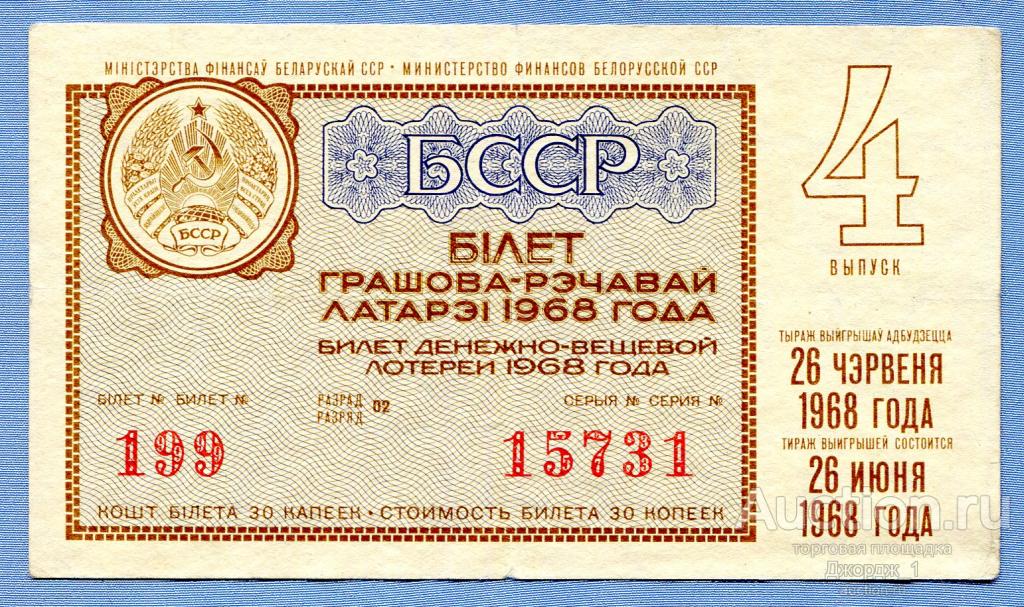 МІНІСТЭРСТВА ФІНАНСАЎ БЕЛАРУСКАЙ ССР • МИНИСТЕРСТВО ФИНАНСОВ БЕЛОРУССКОЙ ССР
БССР
БССР
БІЛЕТ
ГРАШОВА-РЭЧАВАЙ
ЛАТАРЭІ 1968 ГОДА
БИЛЕТ ДЕНЕЖНО-ВЕЩЕВОЙ
ЛОТЕРЕИ 1968 ГОДА
БІЛЕТ № БИЛЕТ №
РАЗРАД
РАЗРЯД 02
СЕРЫЯ № СЕРИЯ №
199
15731
КОШТ БІЛЕТА 30 КАПЕЕК • СТОИМОСТЬ БИЛЕТА 30 КОПЕЕК
4
ВЫПУСК
ТЫРАЖ ВЫЙГРЫШАЎ АДБУДЗЕЦЦА
26 ЧЭРВЕНЯ
1968 ГОДА
ТИРАЖ ВЫИГРЫШЕЙ СОСТОИТСЯ
26 ИЮНЯ
1968 ГОДА
Auction.ru
торговая площадка
Джордж_1